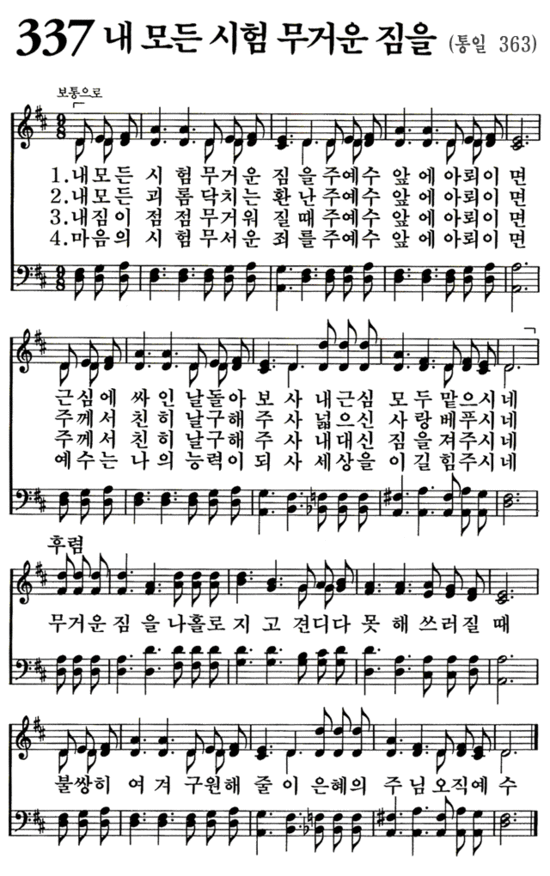 337 내 모든 시험 무거운 짐을 (통일 363)
보통으로
9 8
1.내모든 시 험무거운 짐 을주예수 앞 에아뢰이 면
2.내모든 괴 롬닥치는 환 난주예수 앞 에아뢰이 면
3.내짐이 점 점무거워 질 때주예수 앞 에아뢰이 면
4.마음의 시 험무서운 죄 를주예수 앞 에아뢰이 면
9 8
근심에 싸 인 날돌아 보 사 내근심 모 두 맡으시네
주께서 친 히 날구해 주 사 넓으신 사 랑 베푸시네
주께서 친 히 날구해 주 사 내대신 짐 을 져주시네
예수는 나 의 능력이 되 사 세상을 이 길 힘주시네
후렴
무거운 짐 을 나홀로 지 고 견디다 못 해 쓰러질 때
불쌍히 여 겨 구원해 줄 이 은혜의 주 님 오직예 수